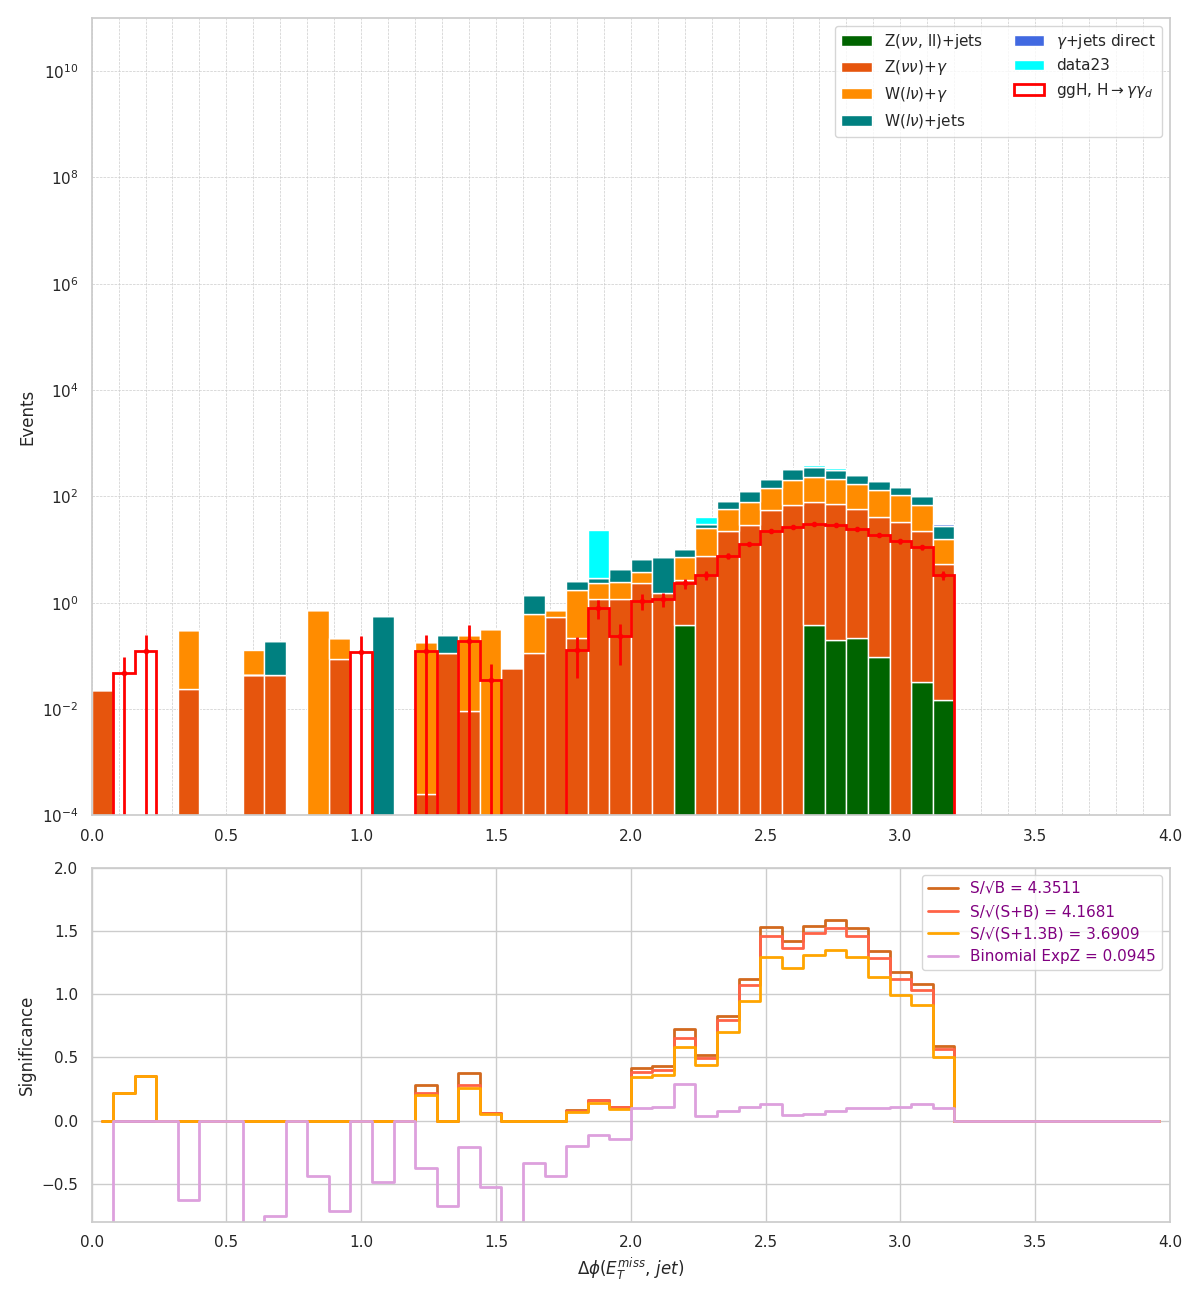 Z(νν, ll)+jets
Z(νν)+γ
W(lν)+γ
W(lν)+jets
γ+jets direct
data23
ggH, H→γγ_d
10^10
10^8
10^6
10^4
10^2
10^0
10^−2
10^−4
Events
0.0 0.5 1.0 1.5 2.0 2.5 3.0 3.5 4.0
S/√B = 4.3511
S/√(S+B) = 4.1681
S/√(S+1.3B) = 3.6909
Binomial ExpZ = 0.0945
2.0
1.5
1.0
0.5
0.0
−0.5
Significance
0.0 0.5 1.0 1.5 2.0 2.5 3.0 3.5 4.0
Δϕ(E_T^miss, jet)